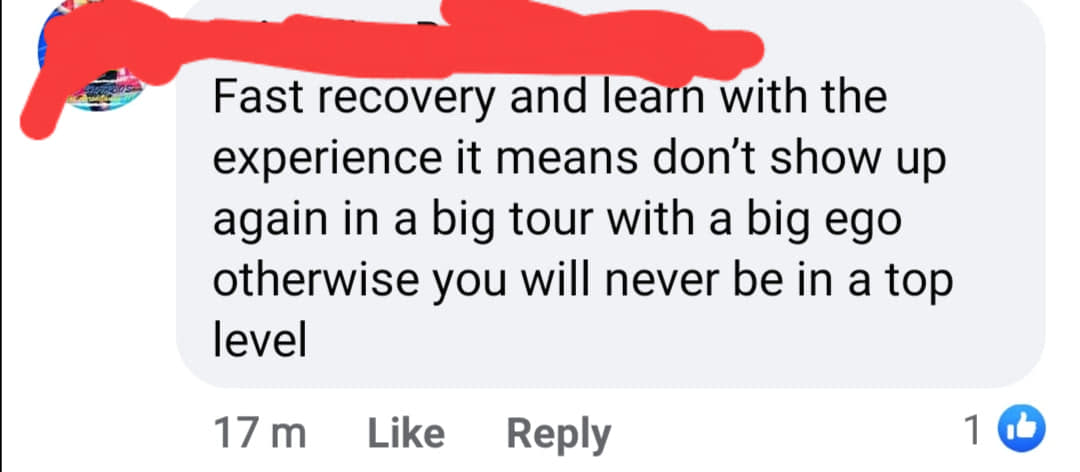 Fast recovery and learn with the
experience it means don't show up
again in a big tour with a big ego
otherwise you will never be in a top
level
17 m Like Reply 1